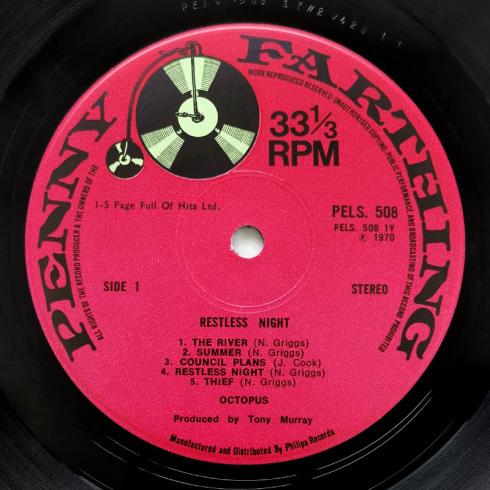 PENNY FARTHING
WORK REPRODUCED RESERVED-UNAUTHORISED COPYING, PUBLIC PERFORMANCE AND BROADCASTING OF THIS RECORD PROHIBITED
ALL RIGHTS OF THE RECORD PRODUCER & THE OWNERS OF THE
33⅓
RPM
1-5 Page Full Of Hits Ltd.
PELS. 508
PELS. 508 1Y
℗ 1970
SIDE 1
STEREO
RESTLESS NIGHT
1. THE RIVER (N. Griggs)
2. SUMMER (N. Griggs)
3. COUNCIL PLANS (J. Cook)
4. RESTLESS NIGHT (N. Griggs)
5. THIEF (N. Griggs)
OCTOPUS
Produced by Tony Murray
Manufactured and Distributed By Philips Records